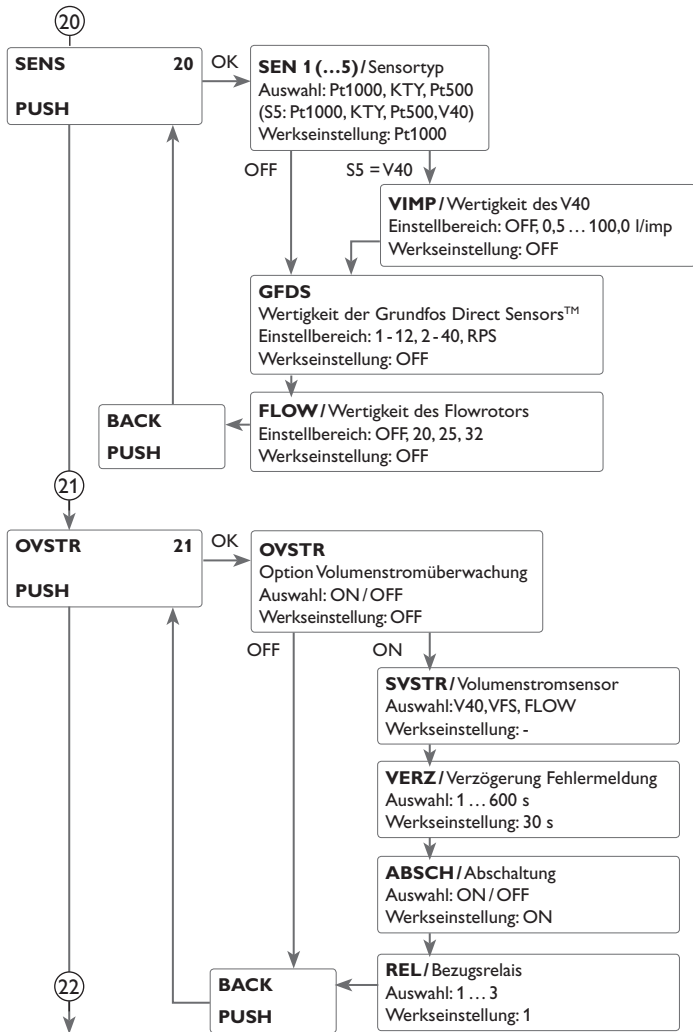 20
SENS 20
PUSH
OK
SEN 1 (…5) / Sensortyp
Auswahl: Pt1000, KTY, Pt500
(S5: Pt1000, KTY, Pt500, V40)
Werkseinstellung: Pt1000
OFF
S5 = V40
VIMP / Wertigkeit des V40
Einstellbereich: OFF, 0,5 … 100,0 l/imp
Werkseinstellung: OFF
GFDS
Wertigkeit der Grundfos Direct Sensors™
Einstellbereich: 1 - 12, 2 - 40, RPS
Werkseinstellung: OFF
FLOW / Wertigkeit des Flowrotors
Einstellbereich: OFF, 20, 25, 32
Werkseinstellung: OFF
BACK
PUSH
21
OVSTR 21
PUSH
OK
OVSTR
Option Volumenstromüberwachung
Auswahl: ON / OFF
Werkseinstellung: OFF
OFF
ON
SVSTR / Volumenstromsensor
Auswahl: V40, VFS, FLOW
Werkseinstellung: -
VERZ / Verzögerung Fehlermeldung
Auswahl: 1 … 600 s
Werkseinstellung: 30 s
ABSCH / Abschaltung
Auswahl: ON / OFF
Werkseinstellung: ON
REL / Bezugsrelais
Auswahl: 1 … 3
Werkseinstellung: 1
BACK
PUSH
22